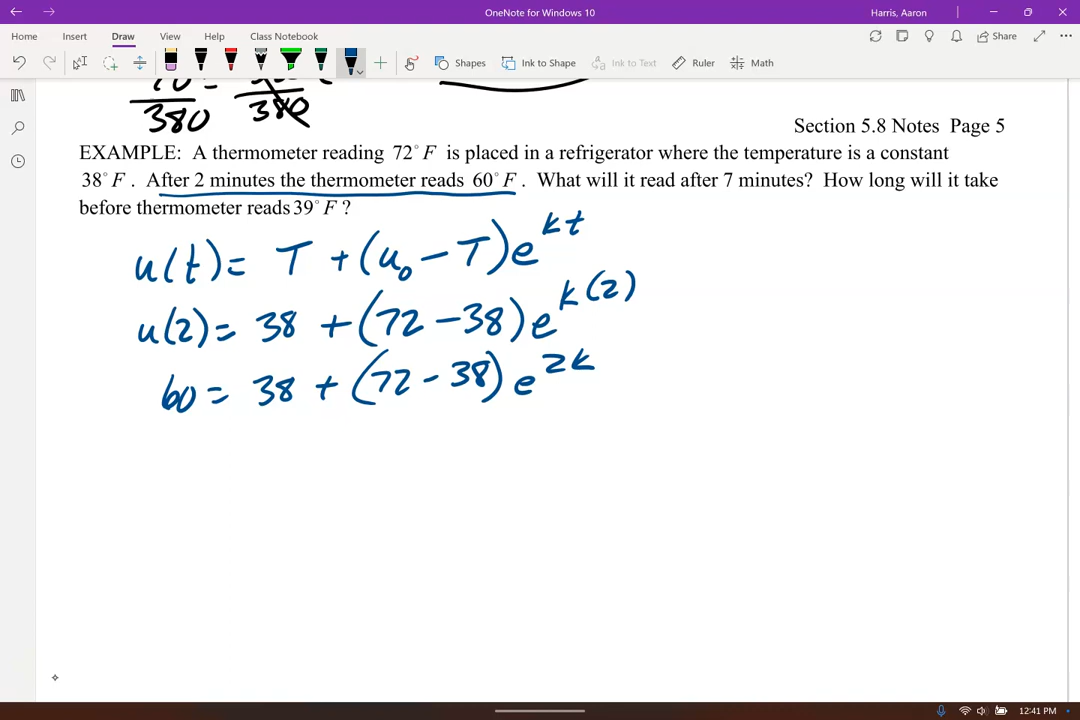 OneNote for Windows 10
Harris, Aaron
Home Insert Draw View Help Class Notebook
Share
Shapes Ink to Shape Ink to Text Ruler Math
380
380
Section 5.8 Notes Page 5
EXAMPLE: A thermometer reading 72°F is placed in a refrigerator where the temperature is a constant
38°F. After 2 minutes the thermometer reads 60°F. What will it read after 7 minutes? How long will it take
before thermometer reads 39°F?
u(t) = T + (u₀ - T)e^{kt}
u(2) = 38 + (72 - 38)e^{k(2)}
60 = 38 + (72 - 38)e^{2k}
12:41 PM